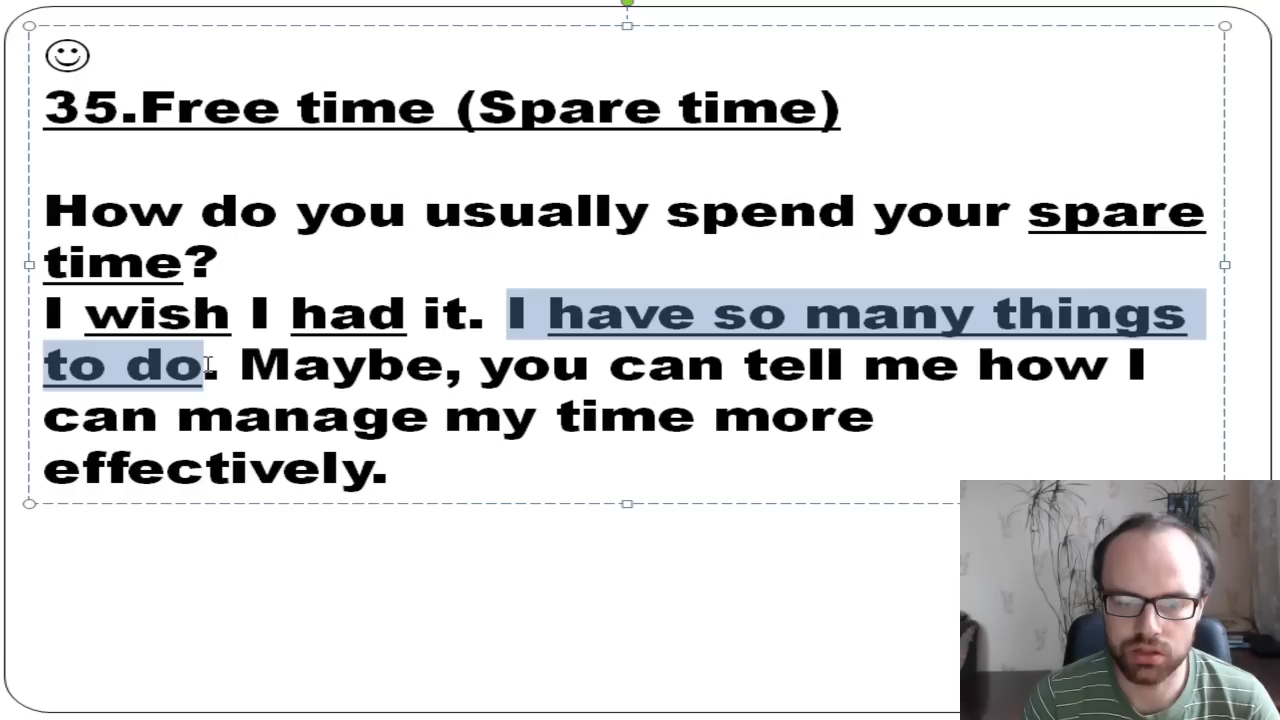 35.Free time (Spare time)
How do you usually spend your spare
time?
I wish I had it. I have so many things
to do. Maybe, you can tell me how I
can manage my time more
effectively.